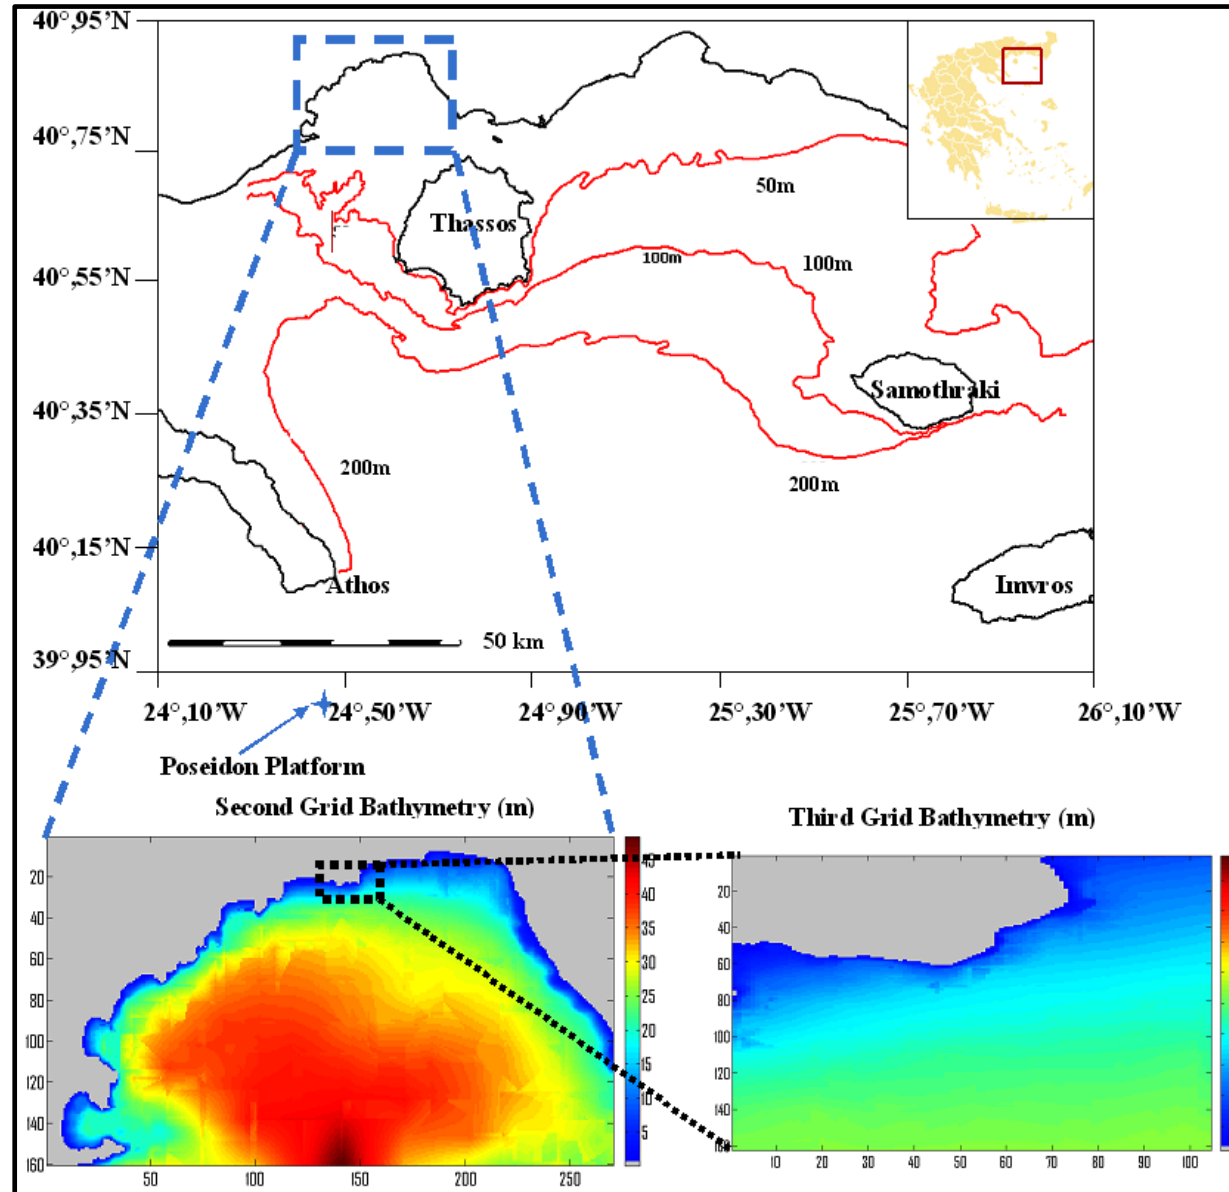 40°,95'N
40°,75'N
50m
Thassos
100m
100m
40°,55'N
Samothraki
40°,35'N
200m
200m
40°,15'N
Athos
Imvros
50 km
39°,95'N
24°,10'W 24°,50'W 24°,90'W 25°,30'W 25°,70'W 26°,10'W
Poseidon Platform
Second Grid Bathymetry (m)
Third Grid Bathymetry (m)
20
40
60
80
100
120
140
160
50 100 150 200 250
45
40
35
30
25
20
15
10
5
20
40
60
80
100
120
140
10 20 30 40 50 60 70 80 90 100